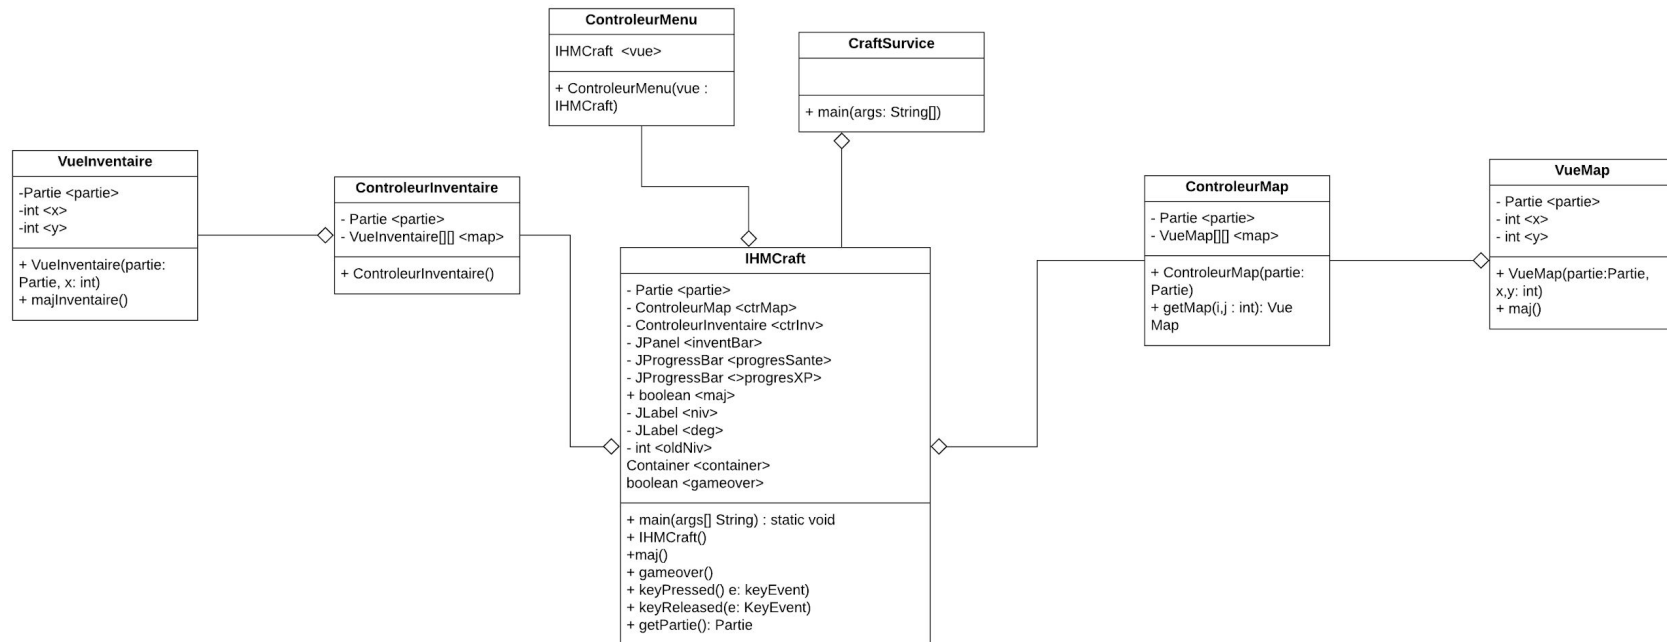 ControleurMenu
IHMCraft <vue>
+ ControleurMenu(vue :
IHMCraft)
CraftSurvice
+ main(args: String[])
VueInventaire
-Partie <partie>
-int <x>
-int <y>
+ VueInventaire(partie:
Partie, x: int)
+ majInventaire()
ControleurInventaire
- Partie <partie>
- VueInventaire[][] <map>
+ ControleurInventaire()
IHMCraft
- Partie <partie>
- ControleurMap <ctrMap>
- ControleurInventaire <ctrInv>
- JPanel <inventBar>
- JProgressBar <progresSante>
- JProgressBar <>progresXP>
+ boolean <maj>
- JLabel <niv>
- JLabel <deg>
- int <oldNiv>
Container <container>
boolean <gameover>
+ main(args[] String) : static void
+ IHMCraft()
+maj()
+ gameover()
+ keyPressed() e: keyEvent)
+ keyReleased(e: KeyEvent)
+ getPartie(): Partie
ControleurMap
- Partie <partie>
- VueMap[][] <map>
+ ControleurMap(partie:
Partie)
+ getMap(i,j : int): Vue
Map
VueMap
- Partie <partie>
- int <x>
- int <y>
+ VueMap(partie:Partie,
x,y: int)
+ maj()